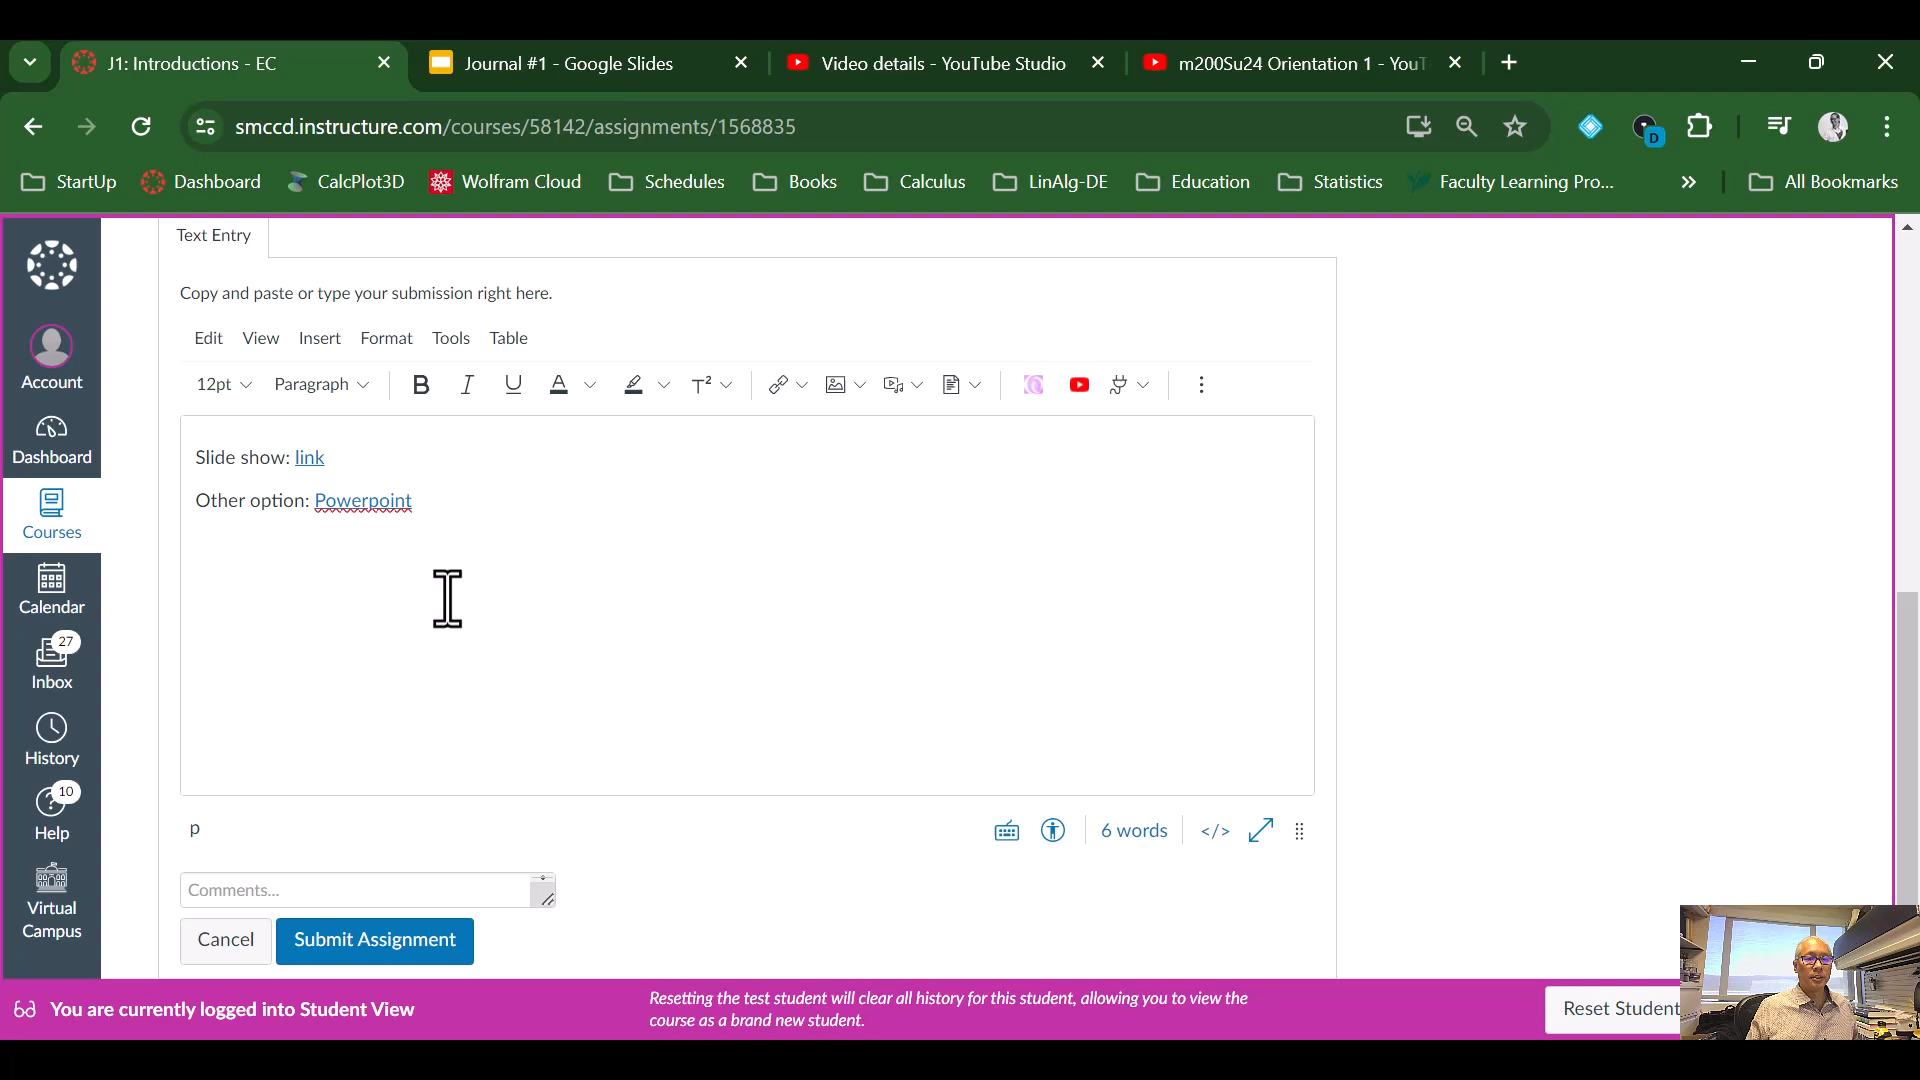 J1: Introductions - EC
Journal #1 - Google Slides
Video details - YouTube Studio
m200Su24 Orientation 1 - YouT
smccd.instructure.com/courses/58142/assignments/1568835
D
StartUp
Dashboard
CalcPlot3D
Wolfram Cloud
Schedules
Books
Calculus
LinAlg-DE
Education
Statistics
Faculty Learning Pro...
All Bookmarks
Text Entry
Copy and paste or type your submission right here.
Edit View Insert Format Tools Table
12pt Paragraph B I U A T²
Slide show: link
Other option: Powerpoint
p
6 words
</>
Comments...
Cancel
Submit Assignment
Account
Dashboard
Courses
Calendar
27
Inbox
History
10
Help
Virtual
Campus
You are currently logged into Student View
Resetting the test student will clear all history for this student, allowing you to view the
course as a brand new student.
Reset Student